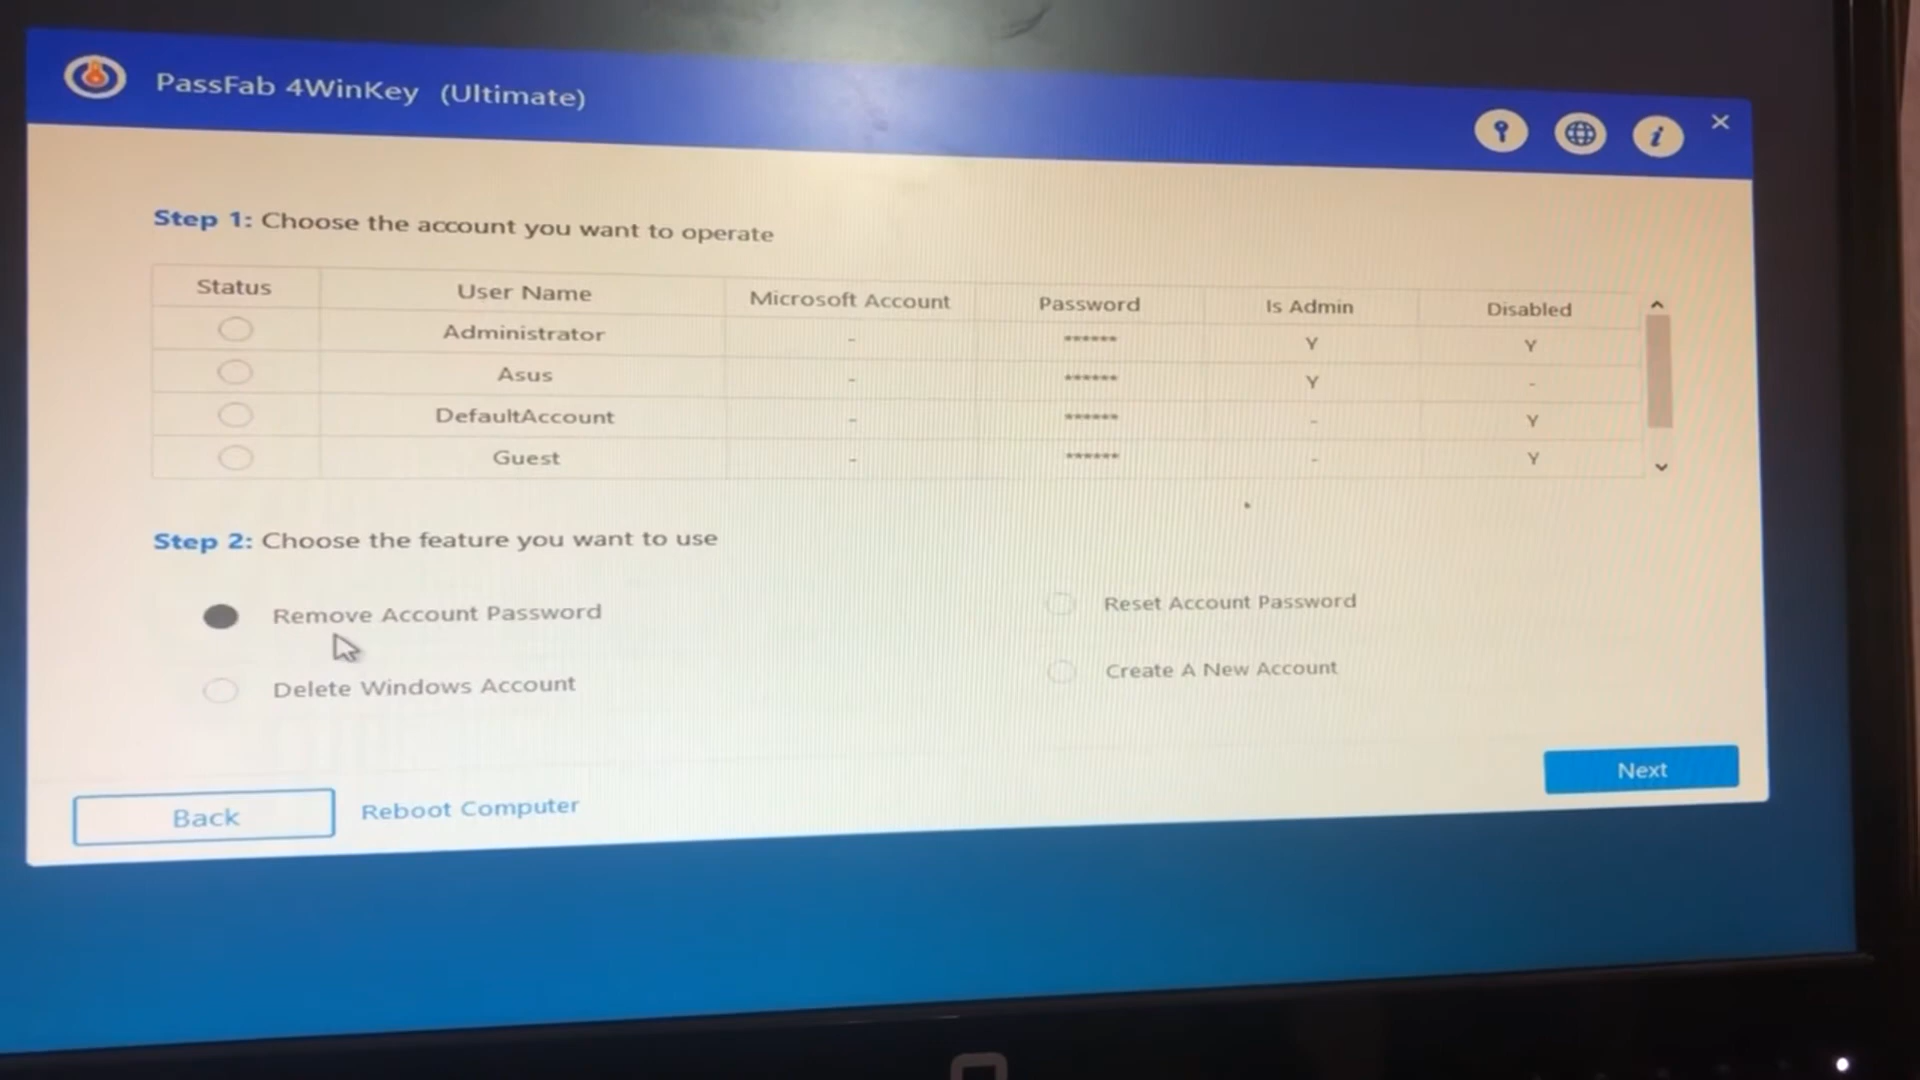 PassFab 4WinKey (Ultimate)
Step 1: Choose the account you want to operate
Status User Name Microsoft Account Password Is Admin Disabled
Administrator - ****** Y Y
Asus - ****** Y -
DefaultAccount - ****** - Y
Guest - ****** - Y
Step 2: Choose the feature you want to use
Remove Account Password Reset Account Password
Delete Windows Account Create A New Account
Back Reboot Computer Next